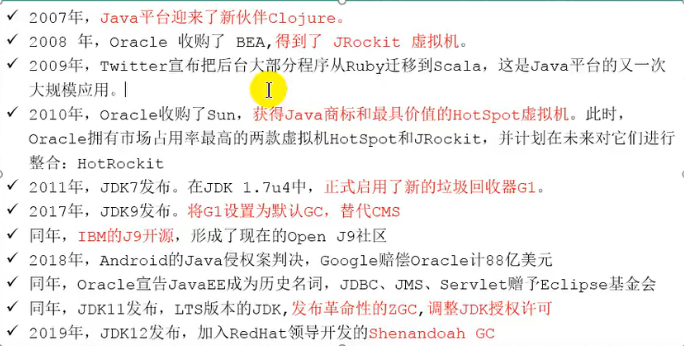 ✓ 2007年，Java平台迎来了新伙伴Clojure。
✓ 2008 年，Oracle 收购了 BEA,得到了 JRockit 虚拟机。
✓ 2009年，Twitter宣布把后台大部分程序从Ruby迁移到Scala，这是Java平台的又一次
大规模应用。
✓ 2010年，Oracle收购了Sun，获得Java商标和最具价值的HotSpot虚拟机。此时，
Oracle拥有市场占用率最高的两款虚拟机HotSpot和JRockit，并计划在未来对它们进行
整合：HotRockit
✓ 2011年，JDK7发布。在JDK 1.7u4中，正式启用了新的垃圾回收器G1。
✓ 2017年，JDK9发布。将G1设置为默认GC，替代CMS
✓ 同年，IBM的J9开源，形成了现在的Open J9社区
✓ 2018年，Android的Java侵权案判决，Google赔偿Oracle计88亿美元
✓ 同年，Oracle宣告JavaEE成为历史名词，JDBC、JMS、Servlet赠予Eclipse基金会
✓ 同年，JDK11发布，LTS版本的JDK,发布革命性的ZGC,调整JDK授权许可
✓ 2019年，JDK12发布，加入RedHat领导开发的Shenandoah GC